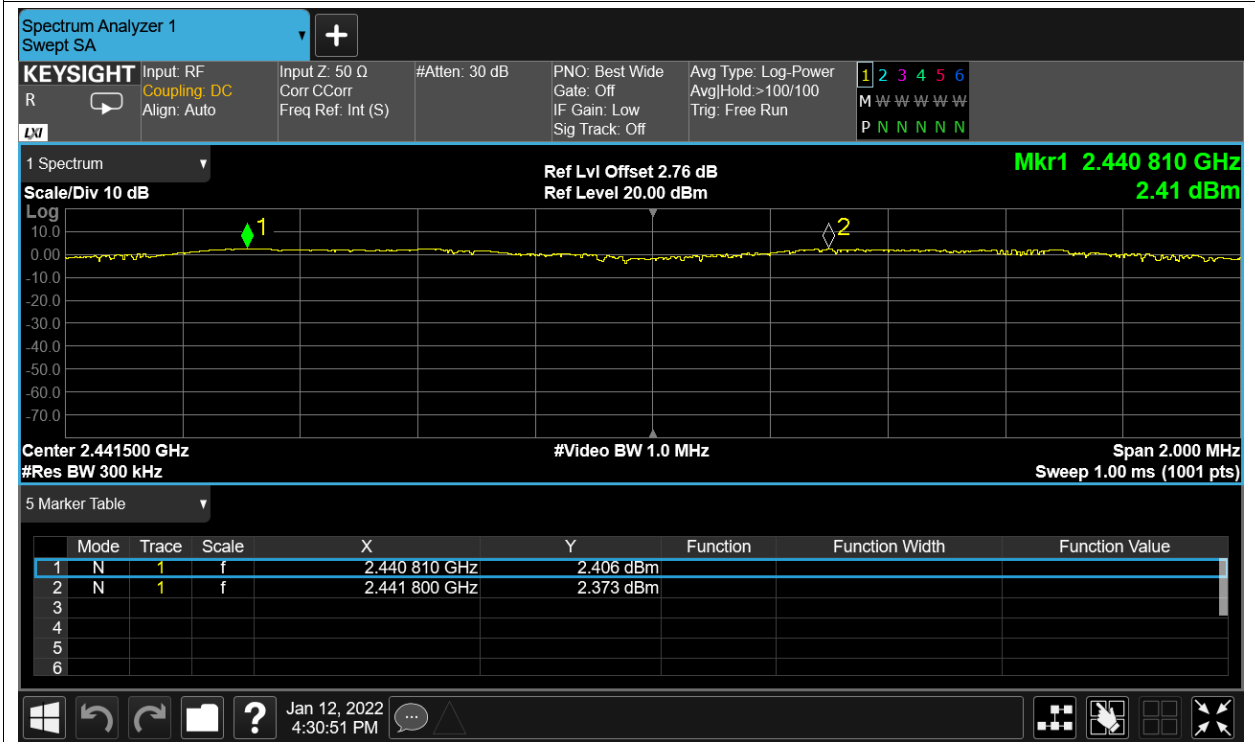 Spectrum Analyzer 1
Swept SA
+
KEYSIGHT Input: RF Input Z: 50 Ω #Atten: 30 dB PNO: Best Wide Avg Type: Log-Power 1 2 3 4 5 6
R Coupling: DC Corr CCorr Gate: Off Avg|Hold:>100/100 M W W W W W
Align: Auto Freq Ref: Int (S) IF Gain: Low Trig: Free Run
LXI Sig Track: Off P N N N N N
1 Spectrum Ref Lvl Offset 2.76 dB Mkr1 2.440 810 GHz
Scale/Div 10 dB Ref Level 20.00 dBm 2.41 dBm
Log
10.0
0.00
-10.0
-20.0
-30.0
-40.0
-50.0
-60.0
-70.0
1
2
Center 2.441500 GHz #Video BW 1.0 MHz Span 2.000 MHz
#Res BW 300 kHz Sweep 1.00 ms (1001 pts)
5 Marker Table
Mode Trace Scale X Y Function Function Width Function Value
1 N 1 f 2.440 810 GHz 2.406 dBm
2 N 1 f 2.441 800 GHz 2.373 dBm
3
4
5
6
? Jan 12, 2022
4:30:51 PM